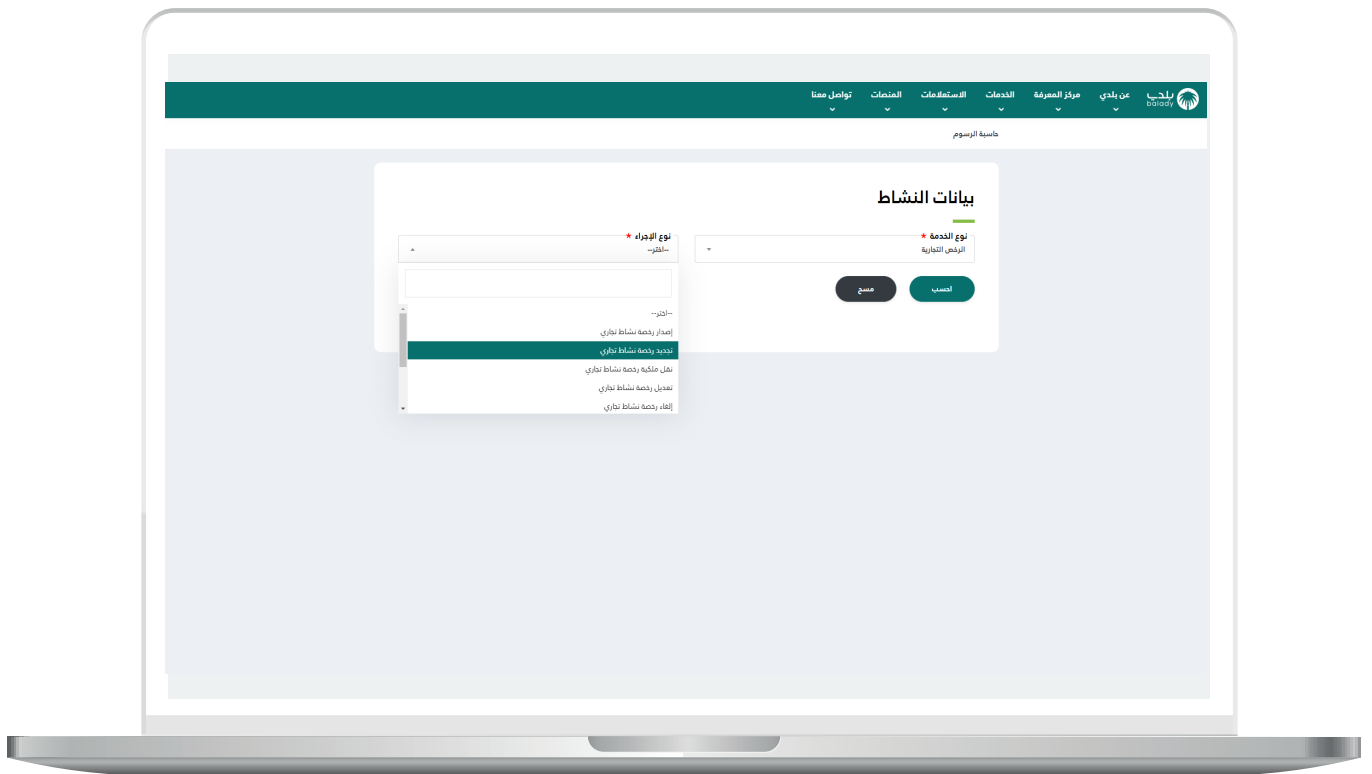 بلدي
balady
عن بلدي
مركز المعرفة
الخدمات
الاستعلامات
المنصات
تواصل معنا
حاسبة الرسوم
بيانات النشاط
نوع الخدمة *
الرخص التجارية
نوع الإجراء *
--اختر--
--اختر--
إصدار رخصة نشاط تجاري
تجديد رخصة نشاط تجاري
نقل ملكية رخصة نشاط تجاري
تعديل رخصة نشاط تجاري
إلغاء رخصة نشاط تجاري
احسب
مسح